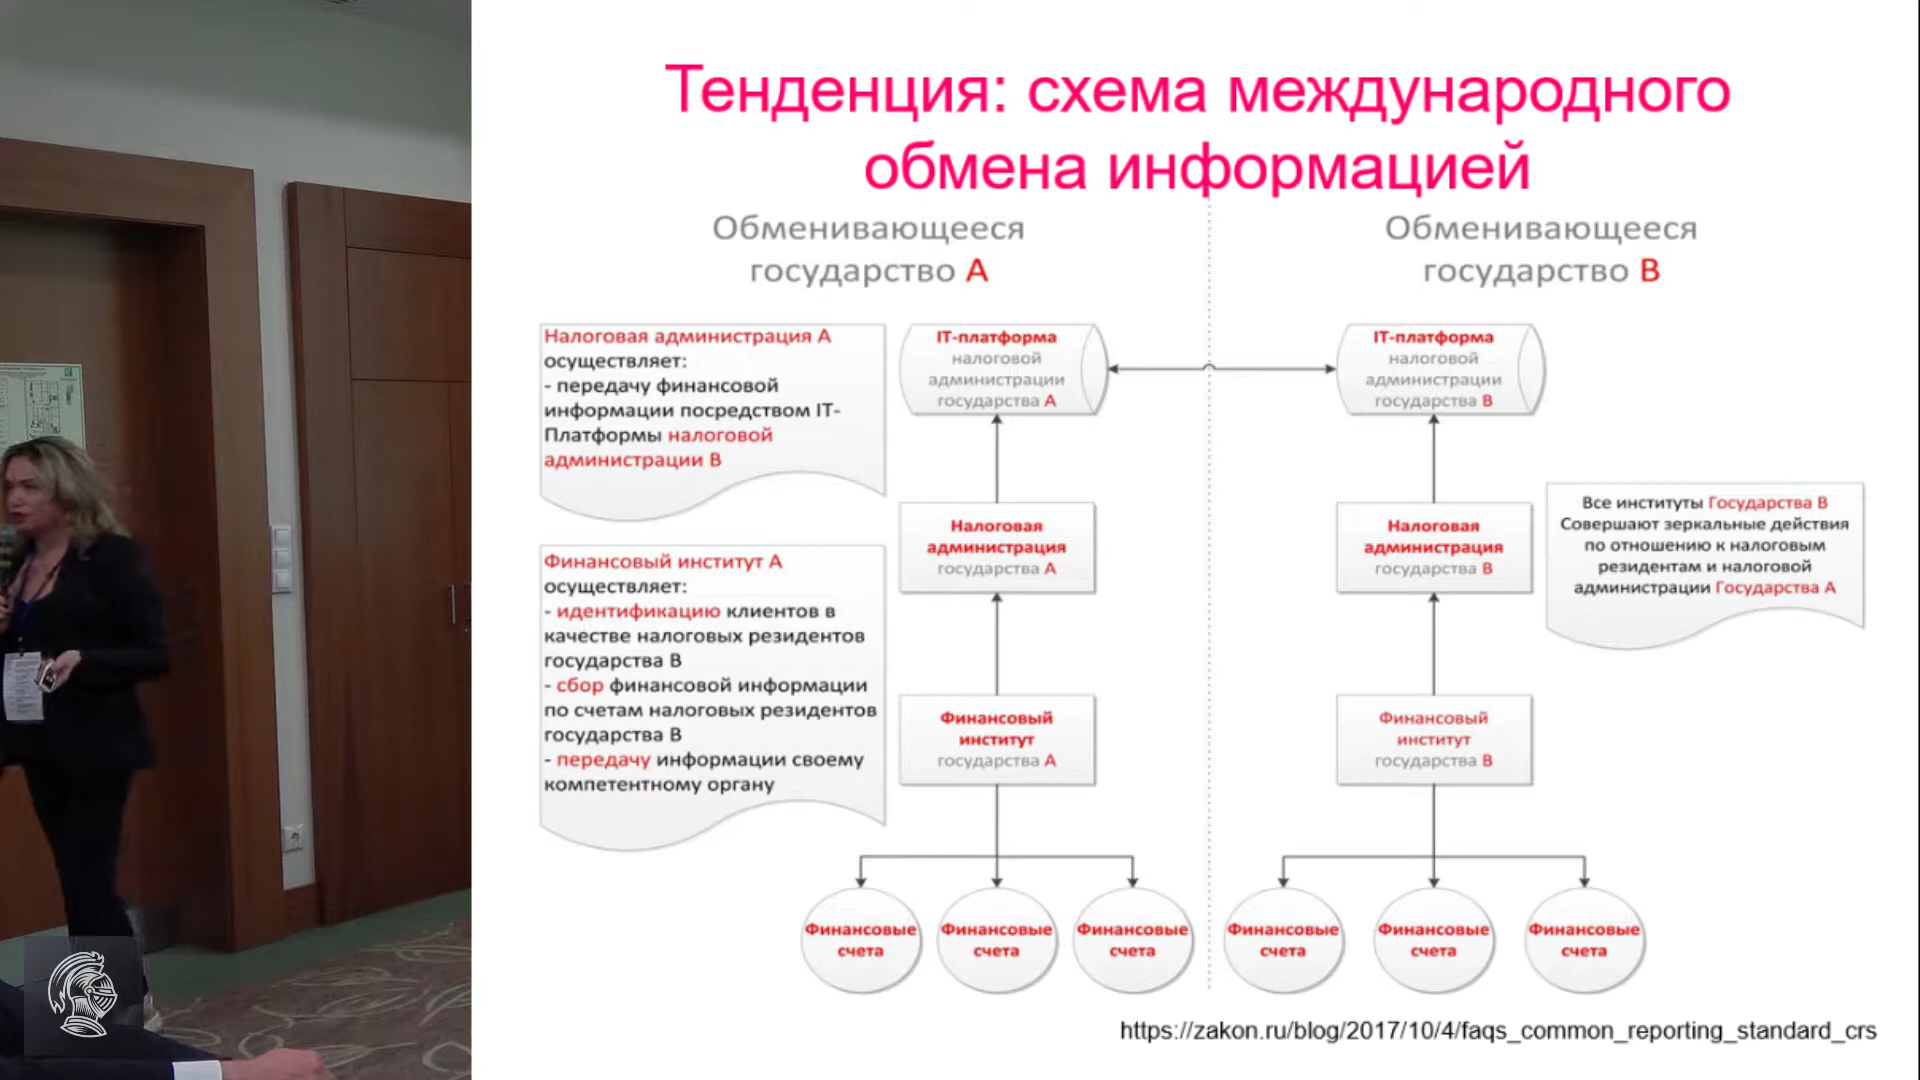 Тенденция: схема международного
обмена информацией
Обменивающееся
государство A
Обменивающееся
государство B
Налоговая администрация А
осуществляет:
- передачу финансовой
информации посредством IT-
Платформы налоговой
администрации В
IT-платформа
налоговой
администрации
государства А
IT-платформа
налоговой
администрации
государства В
Налоговая
администрация
государства А
Налоговая
администрация
государства В
Все институты Государства В
Совершают зеркальные действия
по отношению к налоговым
резидентам и налоговой
администрации Государства А
Финансовый институт А
осуществляет:
- идентификацию клиентов в
качестве налоговых резидентов
государства В
- сбор финансовой информации
по счетам налоговых резидентов
государства В
- передачу информации своему
компетентному органу
Финансовый
институт
государства А
Финансовый
институт
государства В
Финансовые
счета
Финансовые
счета
Финансовые
счета
Финансовые
счета
Финансовые
счета
Финансовые
счета
https://zakon.ru/blog/2017/10/4/faqs_common_reporting_standard_crs